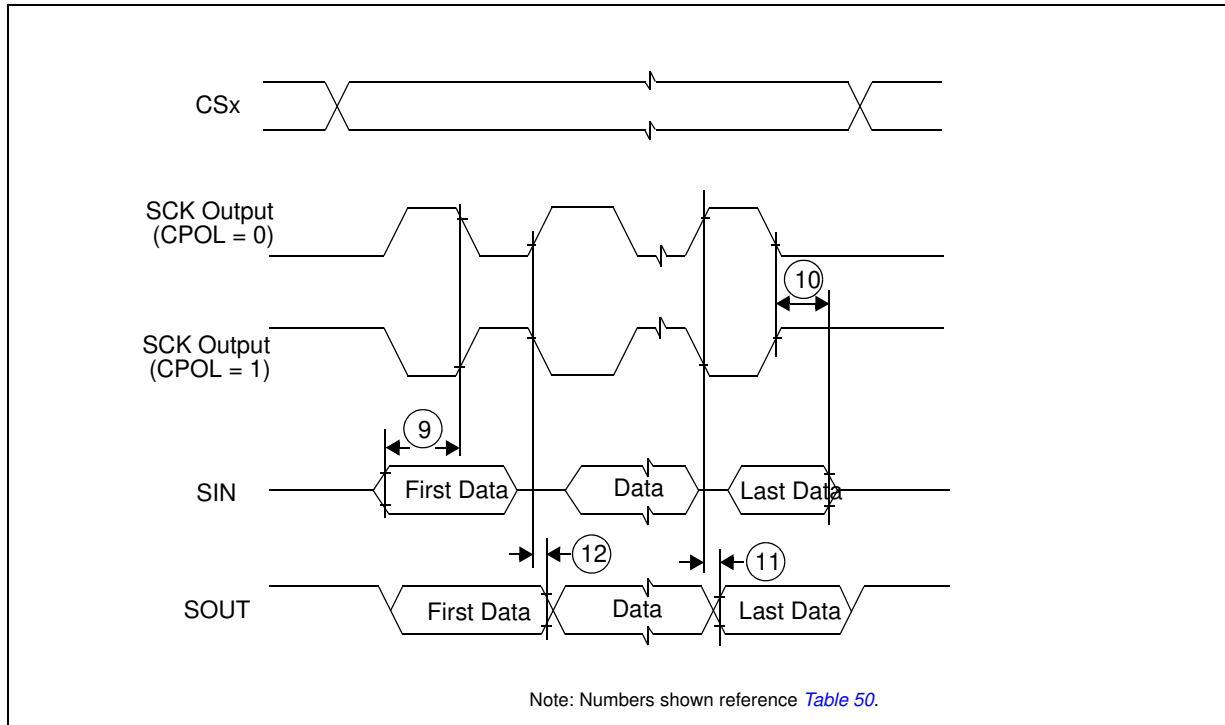 CSx
SCK Output
(CPOL = 0)
10
SCK Output
(CPOL = 1)
9
SIN
First Data
Data
Last Data
12
11
SOUT
First Data
Data
Last Data
Note: Numbers shown reference Table 50.